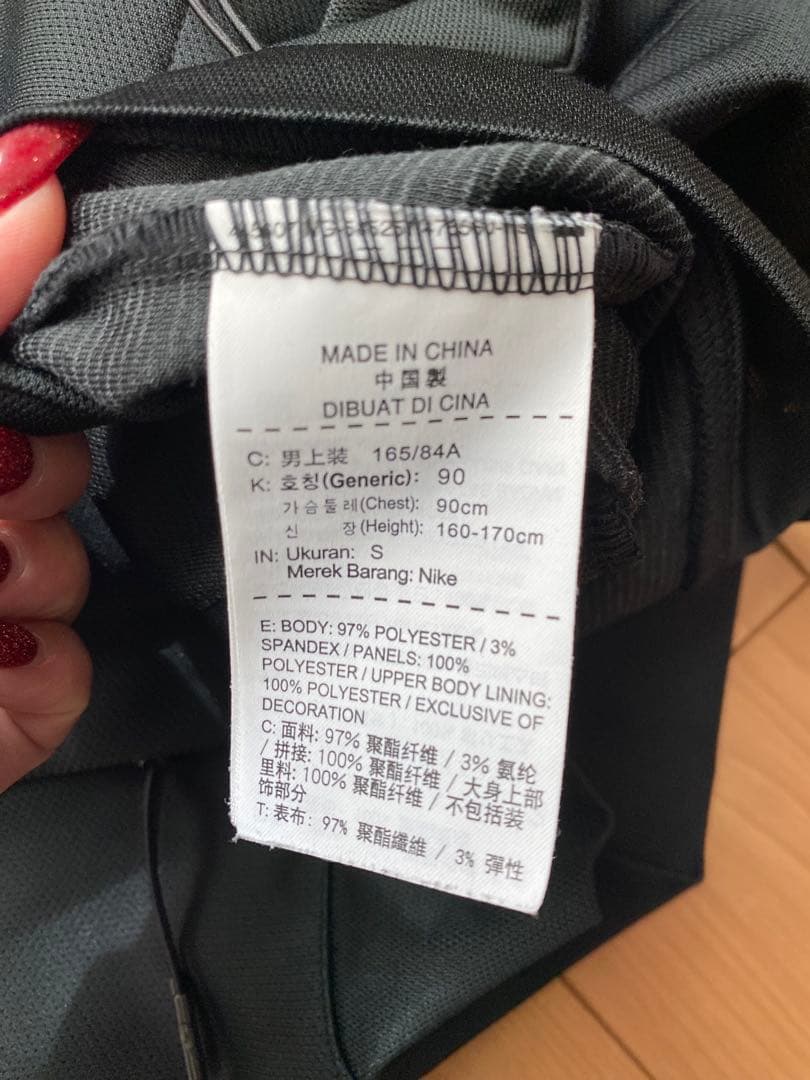 MADE IN CHINA
中国製
DIBUAT DI CINA
C: 男上装 165/84A
K: 호칭(Generic): 90
가슴둘레(Chest): 90cm
신 장(Height): 160-170cm
IN: Ukuran: S
Merek Barang: Nike
E: BODY: 97% POLYESTER / 3%
SPANDEX / PANELS: 100%
POLYESTER / UPPER BODY LINING:
100% POLYESTER / EXCLUSIVE OF
DECORATION
C: 面料: 97% 聚酯纤维 / 3% 氨纶
/ 拼接: 100% 聚酯纤维 / 大身上部
里料: 100% 聚酯纤维 / 不包括装
饰部分
T: 表布: 97% 聚酯纖維 / 3% 彈性